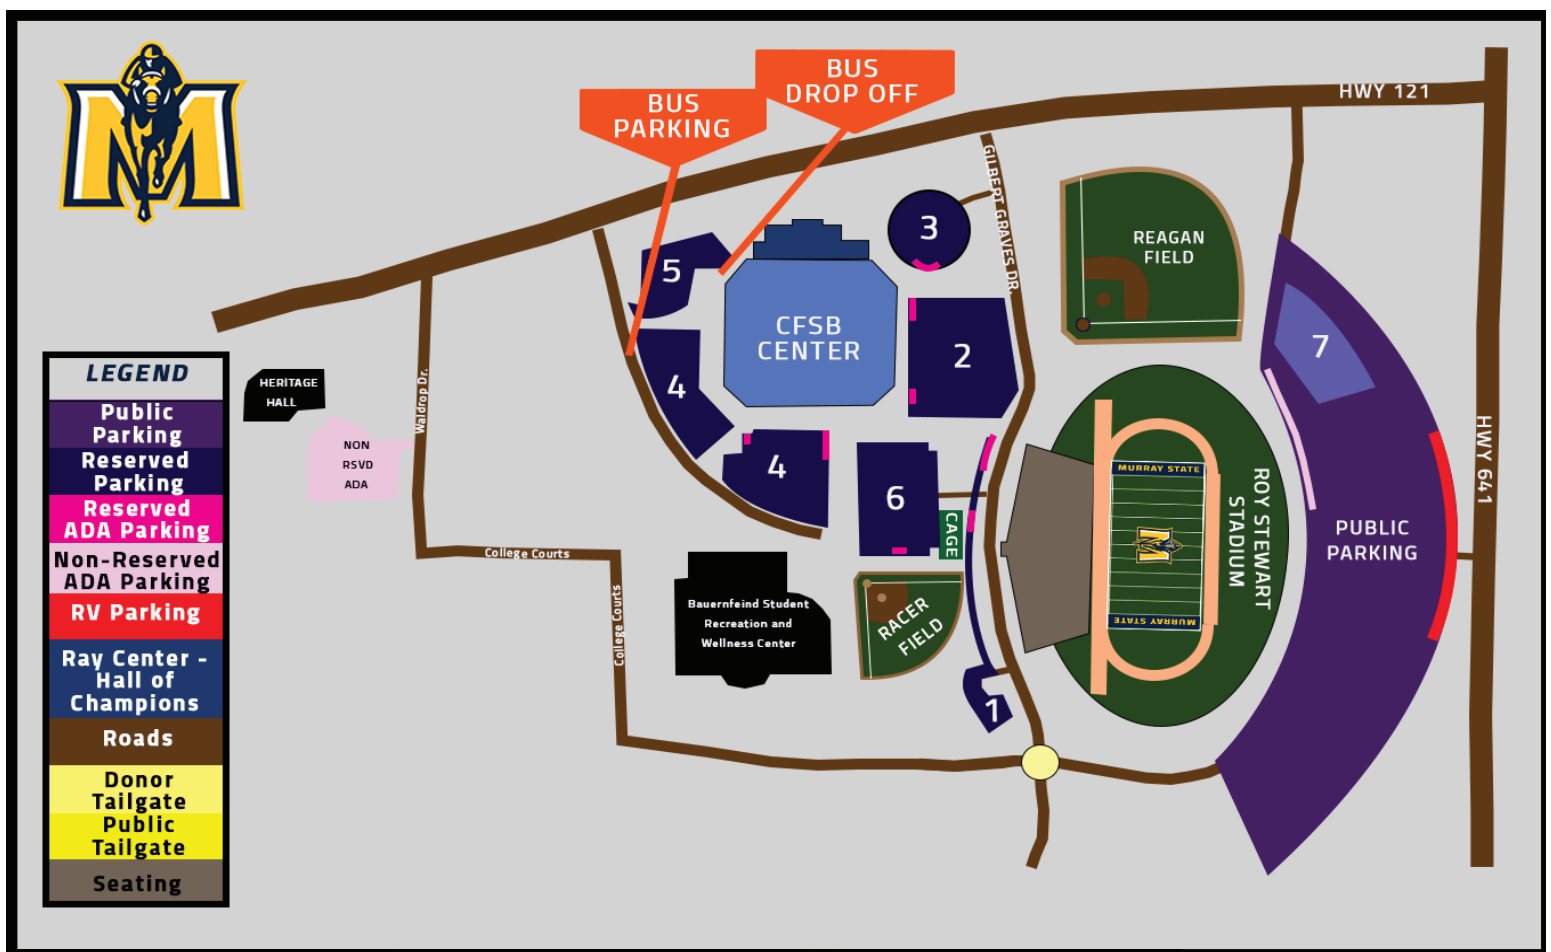 BUS
DROP OFF
BUS
PARKING
HWY 121
GILBERT GRAVES DR.
3
REAGAN
FIELD
5
CFSB
CENTER
2
7
LEGEND
Public
Parking
Reserved
Parking
Reserved
ADA Parking
Non-Reserved
ADA Parking
RV Parking
Ray Center -
Hall of
Champions
Roads
Donor
Tailgate
Public
Tailgate
Seating
HERITAGE
HALL
Waldrop Dr.
NON
RSVD
ADA
4
4
6
CAGE
MURRAY STATE
ROY STEWART
STADIUM
MURRAY STATE
PUBLIC
PARKING
HWY 641
College Courts
College Courts
Bauernfeind Student
Recreation and
Wellness Center
RACER
FIELD
1